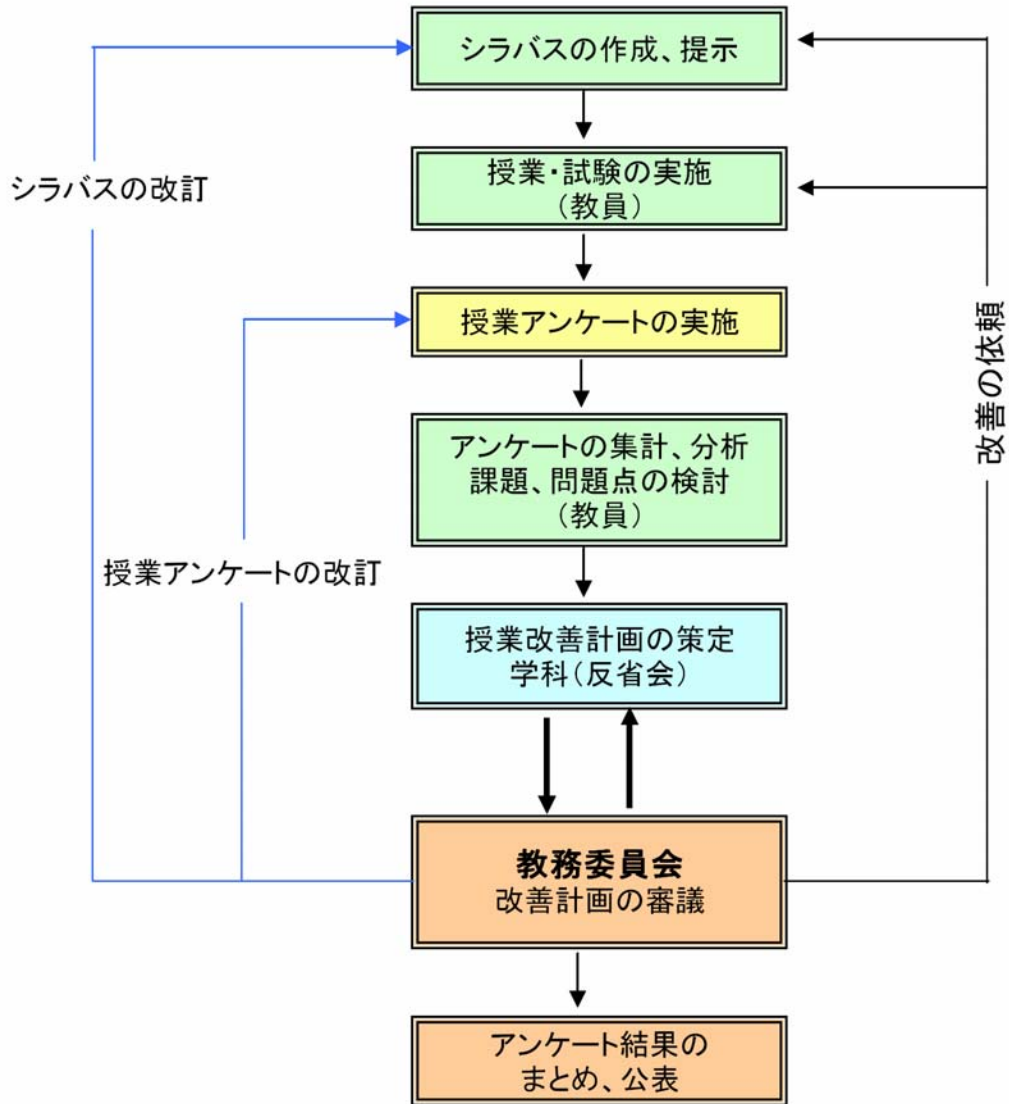 シラバスの作成、提示
授業・試験の実施
(教員)
シラバスの改訂
授業アンケートの実施
改善の依頼
アンケートの集計、分析
課題、問題点の検討
(教員)
授業アンケートの改訂
授業改善計画の策定
学科(反省会)
教務委員会
改善計画の審議
アンケート結果の
まとめ、公表